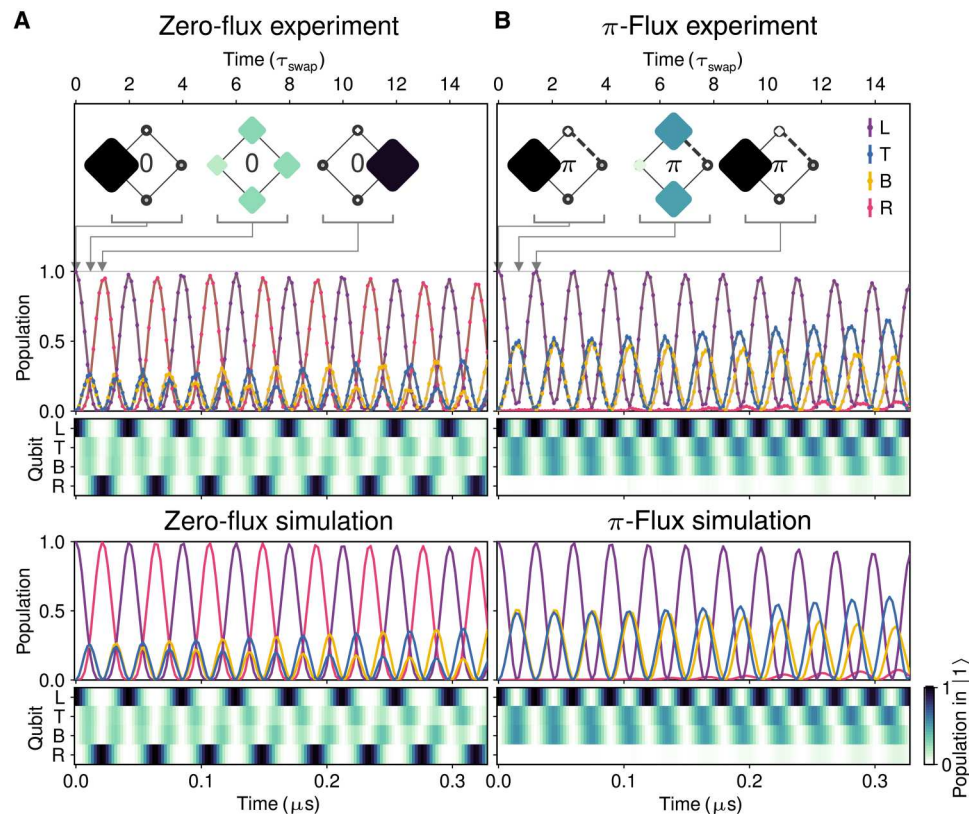 A
Zero-flux experiment
Time (τswap)
0 2 4 6 8 10 12 14
0 0 0
Population
1.0
0.5
0.0
Qubit
L
T
B
R
B
π-Flux experiment
Time (τswap)
0 2 4 6 8 10 12 14
π π π
L
T
B
R
Zero-flux simulation
Population
1.0
0.5
0.0
Qubit
L
T
B
R
0.0 0.1 0.2 0.3
Time (μs)
π-Flux simulation
0.0 0.1 0.2 0.3
Time (μs)
1
0
Population in |1⟩